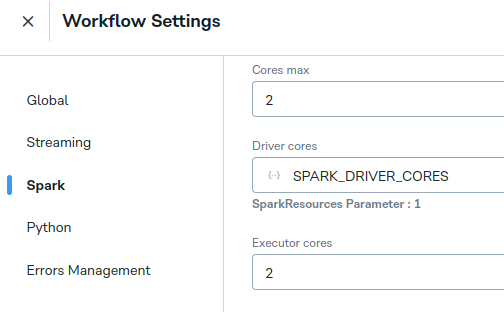 Workflow Settings
Global
Streaming
Spark
Python
Errors Management
Cores max
2
Driver cores
SPARK_DRIVER_CORES
SparkResources Parameter : 1
Executor cores
2